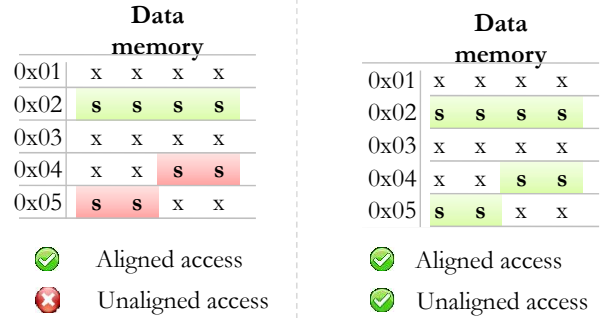 Data
memory
0x01 x x x x
0x02 s s s s
0x03 x x x x
0x04 x x s s
0x05 s s x x
Aligned access
Unaligned access
Data
memory
0x01 x x x x
0x02 s s s s
0x03 x x x x
0x04 x x s s
0x05 s s x x
Aligned access
Unaligned access